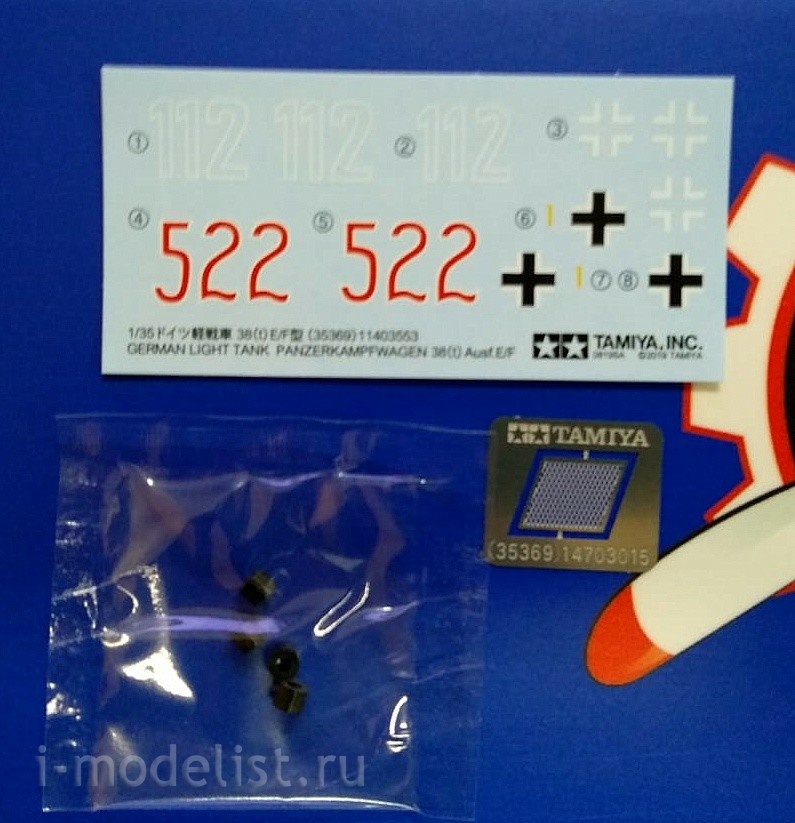 ① 112 112 ② 112 ③
④ 522 ⑤ 522 ⑥
⑦ ⑧
1/35ドイツ軽戦車 38(t)E/F型 (35369)11403553
GERMAN LIGHT TANK PANZERKAMPFWAGEN 38(t) Ausf.E/F
TAMIYA, INC.
©2019 TAMIYA
TAMIYA
(35369)14703015
i-modelist.ru